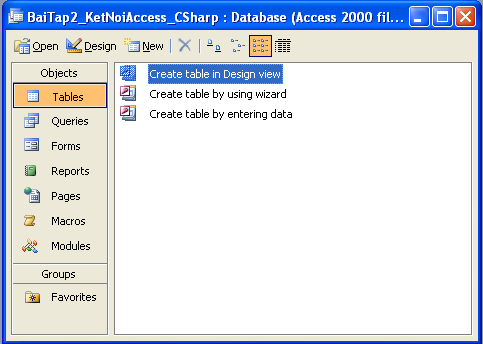 BaiTap2_KetNoiAccess_CSharp : Database (Access 2000 fil...
Open Design New
Objects
Tables
Queries
Forms
Reports
Pages
Macros
Modules
Groups
Favorites
Create table in Design view
Create table by using wizard
Create table by entering data